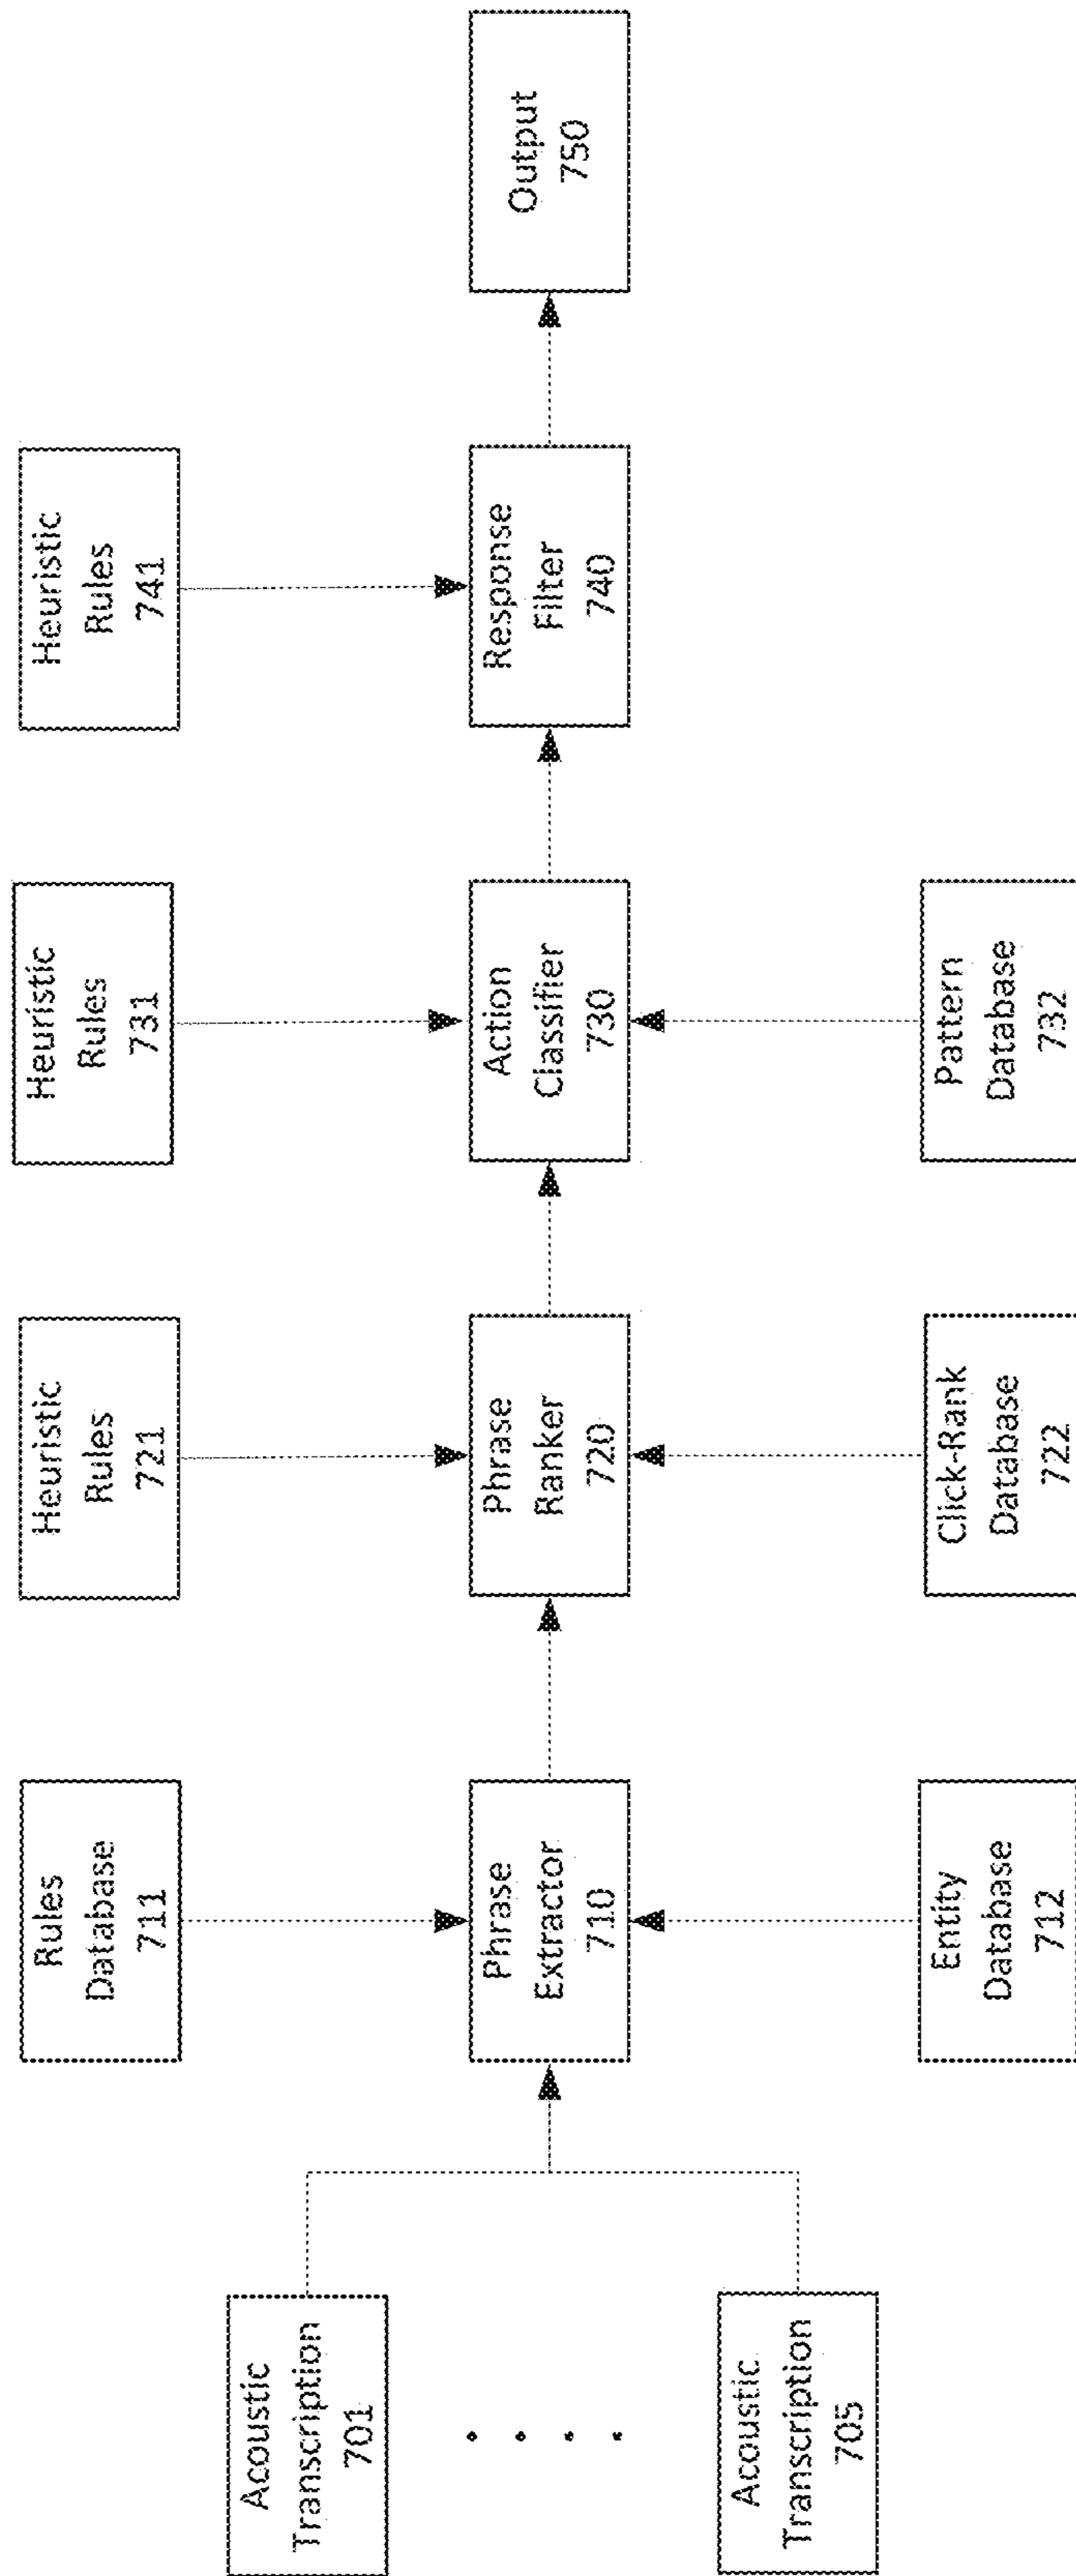 Acoustic
Transcription
701
Acoustic
Transcription
705
Rules
Database
711
Phrase
Extractor
710
Entity
Database
712
Heuristic
Rules
721
Phrase
Ranker
720
Click-Rank
Database
722
Heuristic
Rules
731
Action
Classifier
730
Pattern
Database
732
Heuristic
Rules
741
Response
Filter
740
Output
750